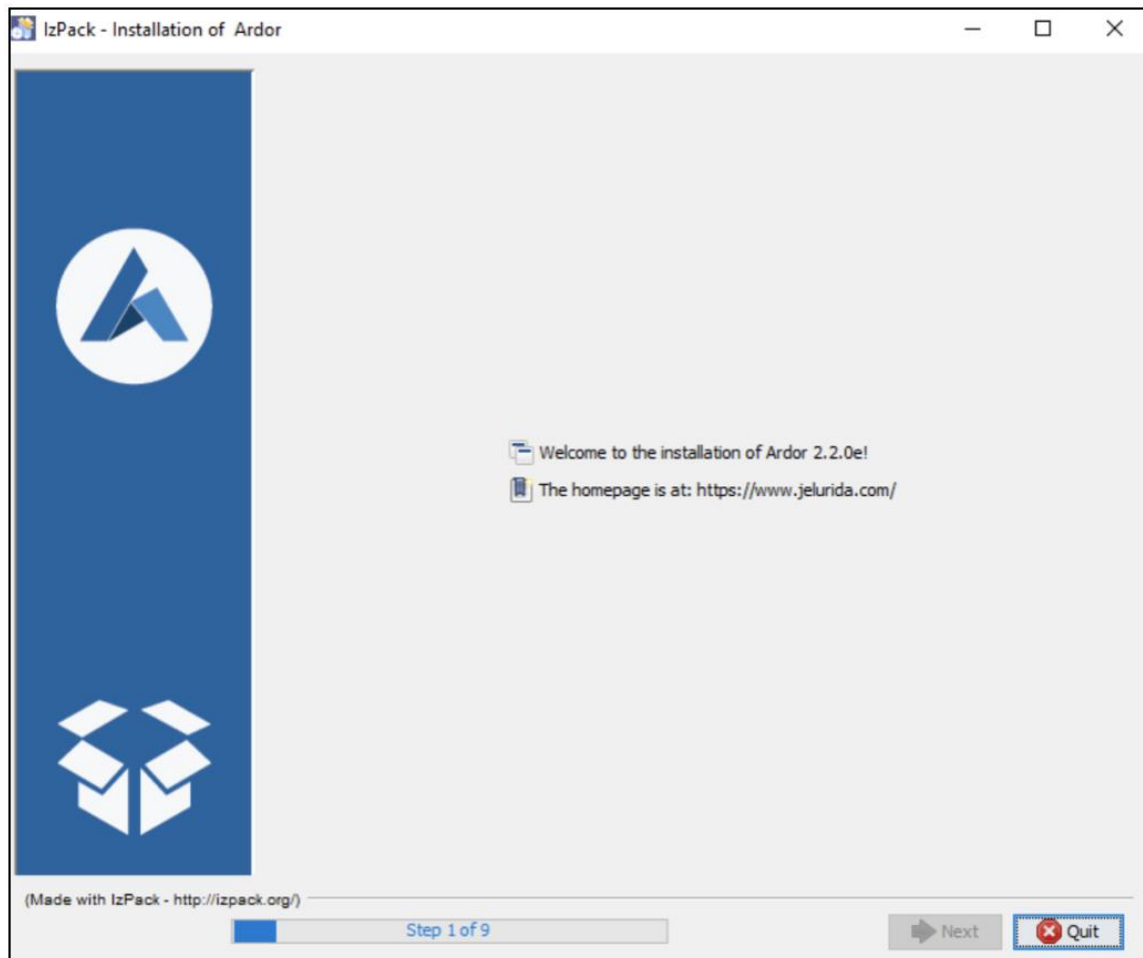 IzPack - Installation of Ardor
Welcome to the installation of Ardor 2.2.0e!
The homepage is at: https://www.jelurida.com/
(Made with IzPack - http://izpack.org/)
Step 1 of 9
Next
Quit